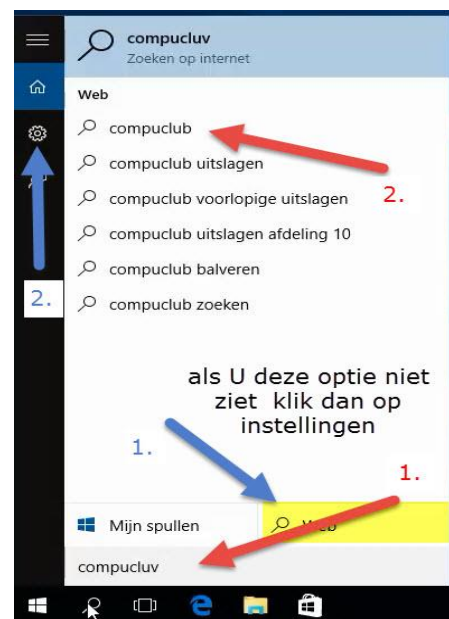 compucluv
Zoeken op internet
Web
compuclub
compuclub uitslagen
compuclub voorlopige uitslagen
2.
compuclub uitslagen afdeling 10
compuclub balveren
2.
compuclub zoeken
als U deze optie niet
ziet klik dan op
instellingen
1.
1.
Mijn spullen
Web
compucluv